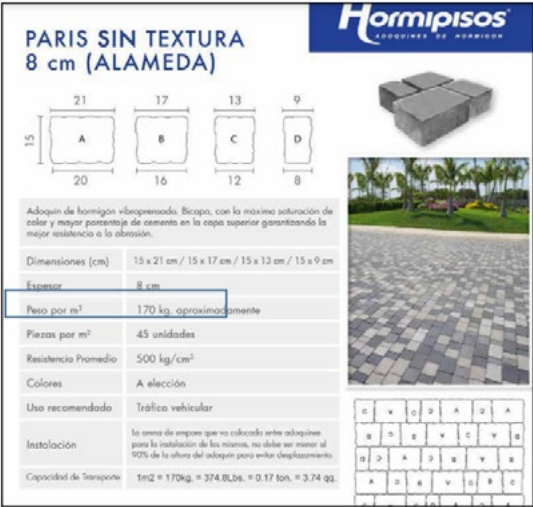 Hormipisos®
ADOQUINES DE HORMIGON
PARIS SIN TEXTURA
8 cm (ALAMEDA)
21 17 13 9
15 A B C D
20 16 12 8
Adoquín de hormigón vibroprensado. Bicapa, con la máxima saturación de
color y mayor porcentaje de cemento en la capa superior garantizando la
mejor resistencia a la abrasión.
Dimensiones (cm) 15 x 21 cm / 15 x 17 cm / 15 x 13 cm / 15 x 9 cm
Espesor 8 cm
Peso por m² 170 kg. aproximadamente
Piezas por m² 45 unidades
Resistencia Promedio 500 kg/cm²
Colores A elección
Uso recomendado Tráfico vehicular
Instalación
La arena de empore que va colocada entre adoquines
para la instalación de los mismos, no debe ser menor al
90% de la altura del adoquín para evitar desplazamiento.
Capacidad de Transporte 1m2 = 170kg. = 374.8Lbs. = 0.17 ton. = 3.74 qq.